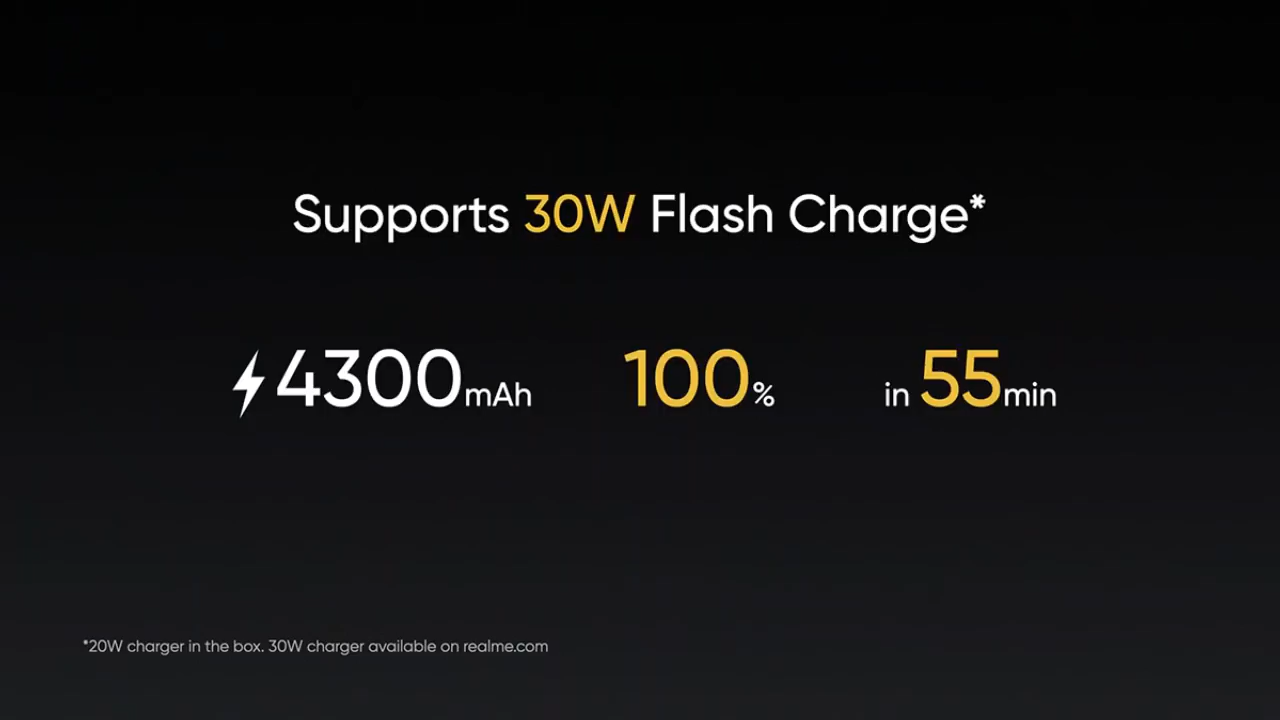 Supports 30W Flash Charge*
4300mAh 100% in 55min
*20W charger in the box. 30W charger available on realme.com